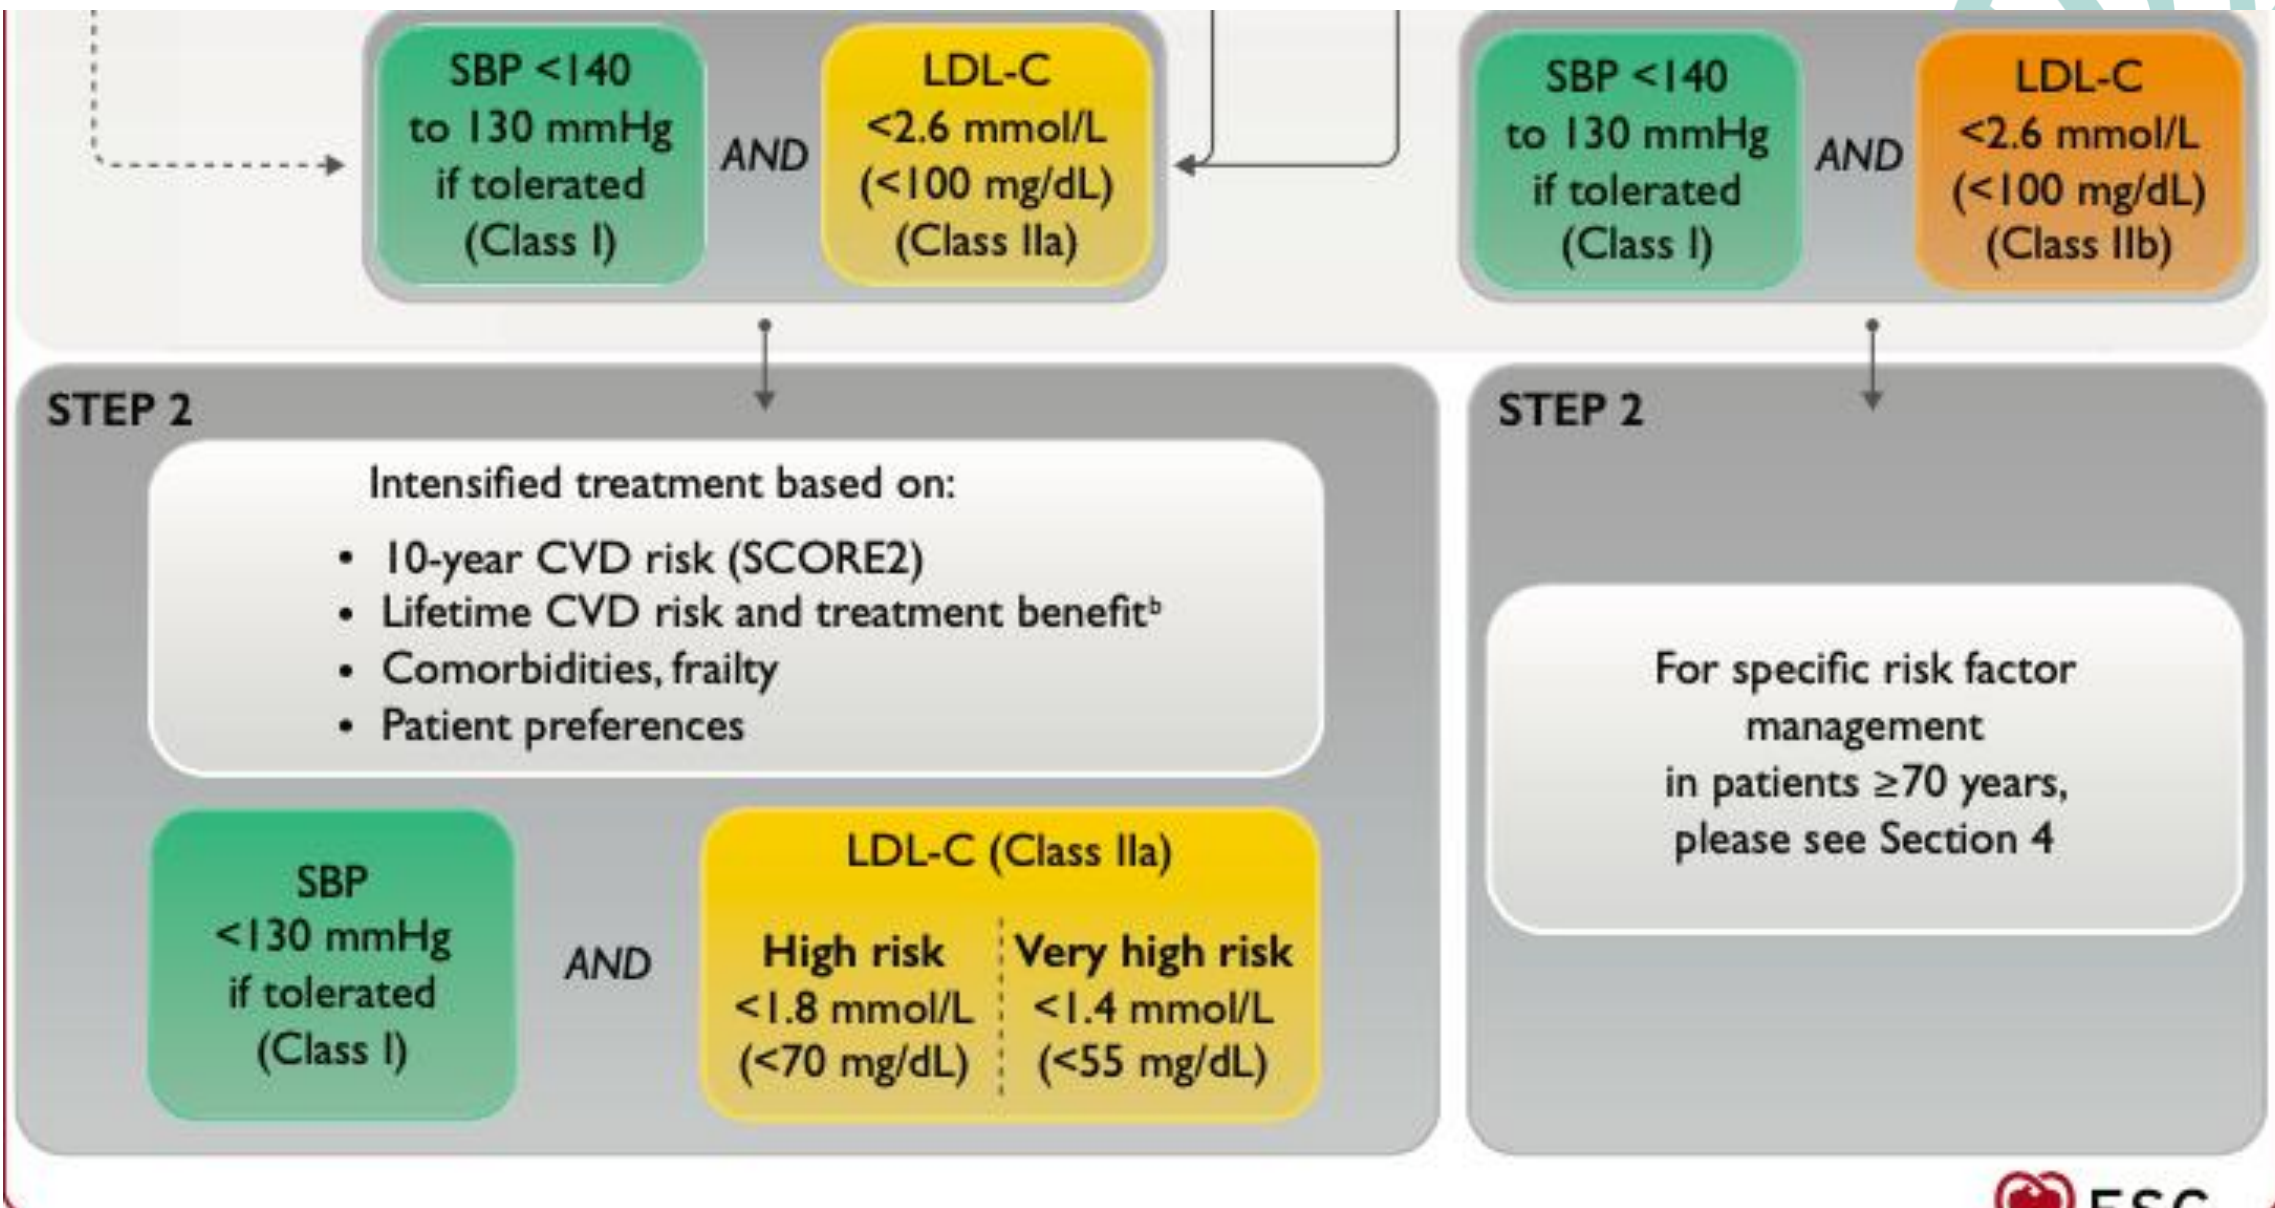 SBP <140
to 130 mmHg
if tolerated
(Class I)
AND
LDL-C
<2.6 mmol/L
(<100 mg/dL)
(Class IIa)
SBP <140
to 130 mmHg
if tolerated
(Class I)
AND
LDL-C
<2.6 mmol/L
(<100 mg/dL)
(Class IIb)
STEP 2
Intensified treatment based on:
• 10-year CVD risk (SCORE2)
• Lifetime CVD risk and treatment benefitᵇ
• Comorbidities, frailty
• Patient preferences
SBP
<130 mmHg
if tolerated
(Class I)
AND
LDL-C (Class IIa)
High risk
<1.8 mmol/L
(<70 mg/dL)
Very high risk
<1.4 mmol/L
(<55 mg/dL)
STEP 2
For specific risk factor
management
in patients ≥70 years,
please see Section 4
ESC